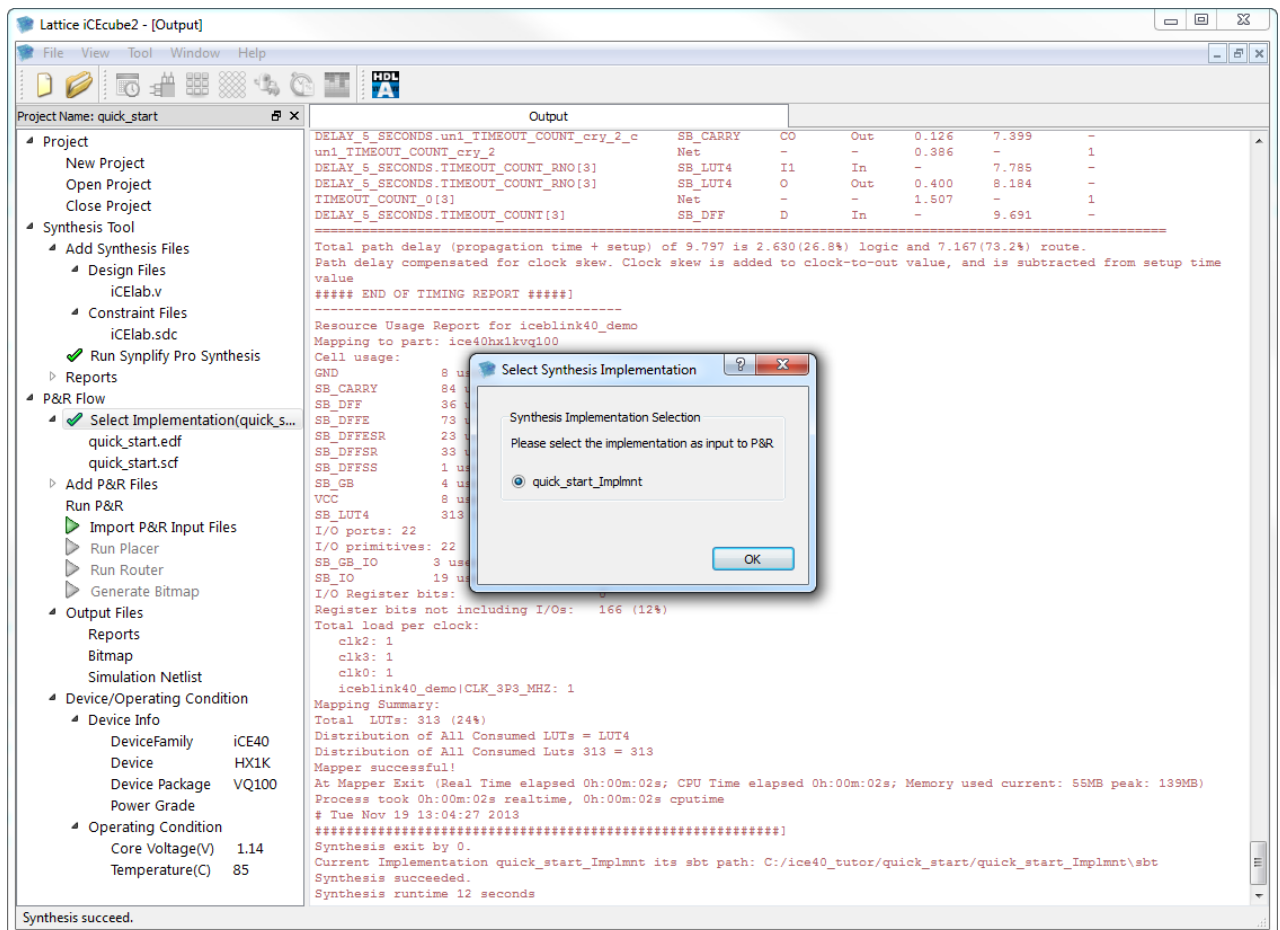 Lattice iCEcube2 - [Output]
File View Tool Window Help
HDL
A
Project Name: quick_start
Project
New Project
Open Project
Close Project
Synthesis Tool
Add Synthesis Files
Design Files
iCElab.v
Constraint Files
iCElab.sdc
Run Synplify Pro Synthesis
Reports
P&R Flow
Select Implementation(quick_s...
quick_start.edf
quick_start.scf
Add P&R Files
Run P&R
Import P&R Input Files
Run Placer
Run Router
Generate Bitmap
Output Files
Reports
Bitmap
Simulation Netlist
Device/Operating Condition
Device Info
DeviceFamily iCE40
Device HX1K
Device Package VQ100
Power Grade
Operating Condition
Core Voltage(V) 1.14
Temperature(C) 85
Output
DELAY_5_SECONDS.un1_TIMEOUT_COUNT_cry_2_c SB_CARRY CO Out 0.126 7.399 -
un1_TIMEOUT_COUNT_cry_2 Net - - 0.386 - 1
DELAY_5_SECONDS.TIMEOUT_COUNT_RNO[3] SB_LUT4 I1 In - 7.785 -
DELAY_5_SECONDS.TIMEOUT_COUNT_RNO[3] SB_LUT4 O Out 0.400 8.184 -
TIMEOUT_COUNT_0[3] Net - - 1.507 - 1
DELAY_5_SECONDS.TIMEOUT_COUNT[3] SB_DFF D In - 9.691 -
==========================================================================================================
Total path delay (propagation time + setup) of 9.797 is 2.630(26.8%) logic and 7.167(73.2%) route.
Path delay compensated for clock skew. Clock skew is added to clock-to-out value, and is subtracted from setup time
value
##### END OF TIMING REPORT #####]
---------------------------------------
Resource Usage Report for iceblink40_demo
Mapping to part: ice40hx1kvq100
Cell usage:
GND 8 us
SB_CARRY 84
SB_DFF 36
SB_DFFE 73
SB_DFFESR 23
SB_DFFSR 33
SB_DFFSS 1 us
SB_GB 4 us
VCC 8 us
SB_LUT4 313
I/O ports: 22
I/O primitives: 22
SB_GB_IO 3 use
SB_IO 19 us
I/O Register bits: 0
Register bits not including I/Os: 166 (12%)
Total load per clock:
clk2: 1
clk3: 1
clk0: 1
iceblink40_demo|CLK_3P3_MHZ: 1
Mapping Summary:
Total LUTs: 313 (24%)
Distribution of All Consumed LUTs = LUT4
Distribution of All Consumed Luts 313 = 313
Mapper successful!
At Mapper Exit (Real Time elapsed 0h:00m:02s; CPU Time elapsed 0h:00m:02s; Memory used current: 55MB peak: 139MB)
Process took 0h:00m:02s realtime, 0h:00m:02s cputime
# Tue Nov 19 13:04:27 2013
###########################################################]
Synthesis exit by 0.
Current Implementation quick_start_Implmnt its sbt path: C:/ice40_tutor/quick_start/quick_start_Implmnt\sbt
Synthesis succeeded.
Synthesis runtime 12 seconds
Select Synthesis Implementation
Synthesis Implementation Selection
Please select the implementation as input to P&R
quick_start_Implmnt
OK
Synthesis succeed.